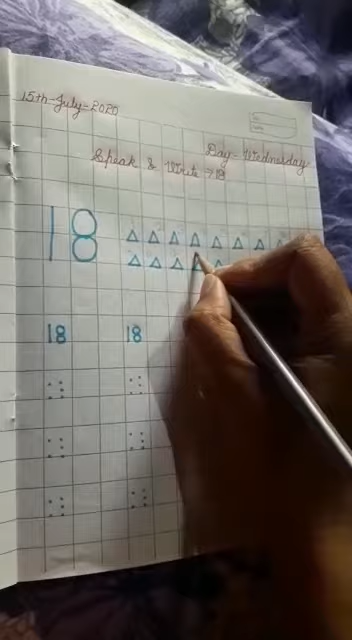 15th-July-2020
Day- Wednesday
Speak & Write → 18
18
18 18